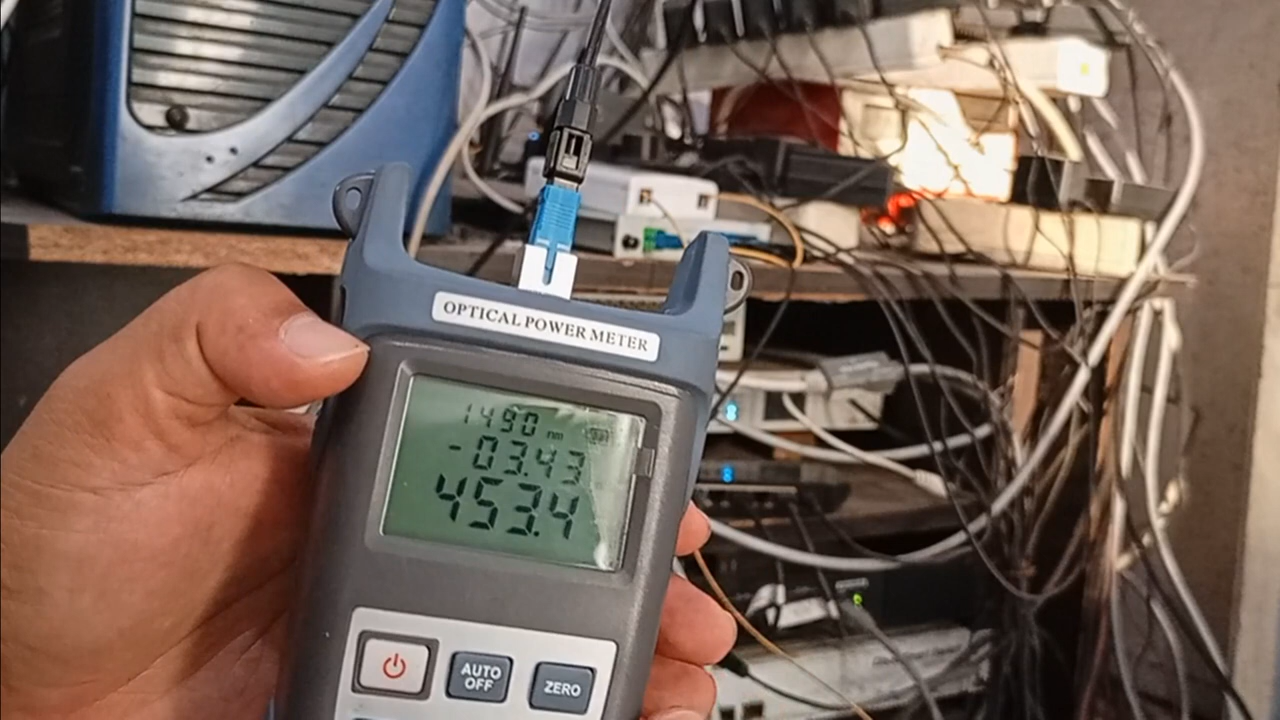 OPTICAL POWER METER
1490 nm
-03.43
453.4
AUTO
OFF
ZERO